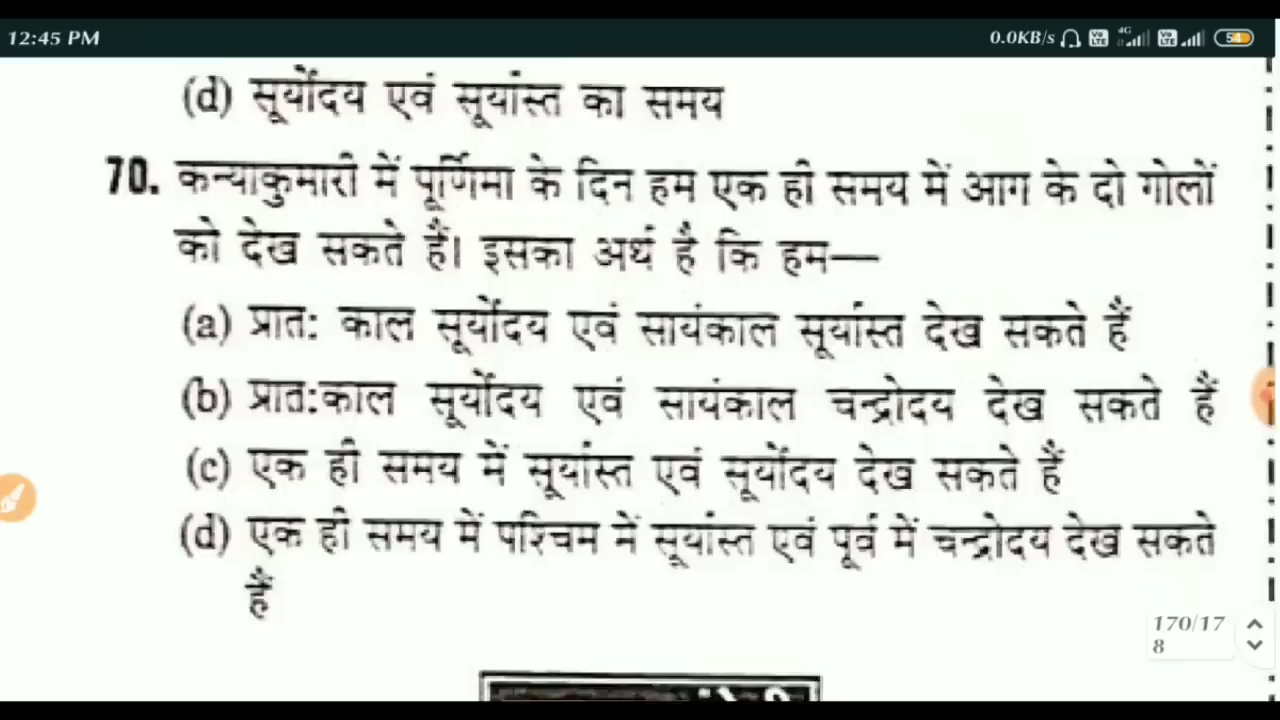 12:45 PM
0.0KB/s 4G 54
(d) सूर्योदय एवं सूर्यास्त का समय
70. कन्याकुमारी में पूर्णिमा के दिन हम एक ही समय में आग के दो गोलों
को देख सकते हैं। इसका अर्थ है कि हम—
(a) प्रात: काल सूर्योदय एवं सायंकाल सूर्यास्त देख सकते हैं
(b) प्रात:काल सूर्योदय एवं सायंकाल चन्द्रोदय देख सकते हैं
(c) एक ही समय में सूर्यास्त एवं सूर्योदय देख सकते हैं
(d) एक ही समय में पश्चिम में सूर्यास्त एवं पूर्व में चन्द्रोदय देख सकते
हैं
170/17
8